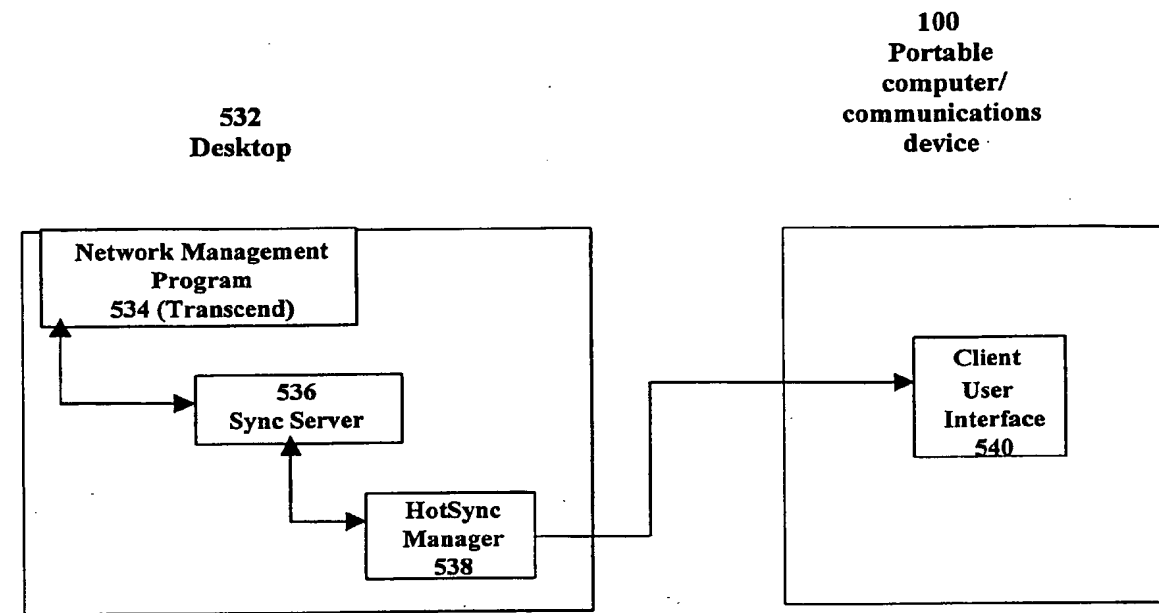 532
Desktop
100
Portable
computer/
communications
device
Network Management
Program
534 (Transcend)
536
Sync Server
HotSync
Manager
538
Client
User
Interface
540